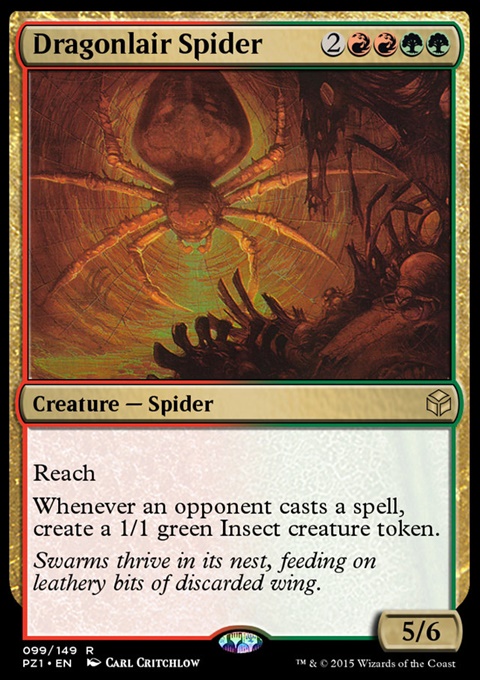 Dragonlair Spider 2
Creature — Spider
Reach
Whenever an opponent casts a spell,
create a 1/1 green Insect creature token.
Swarms thrive in its nest, feeding on
leathery bits of discarded wing.
5/6
099/149 R
PZ1 • EN Carl Critchlow
™ & © 2015 Wizards of the Coast